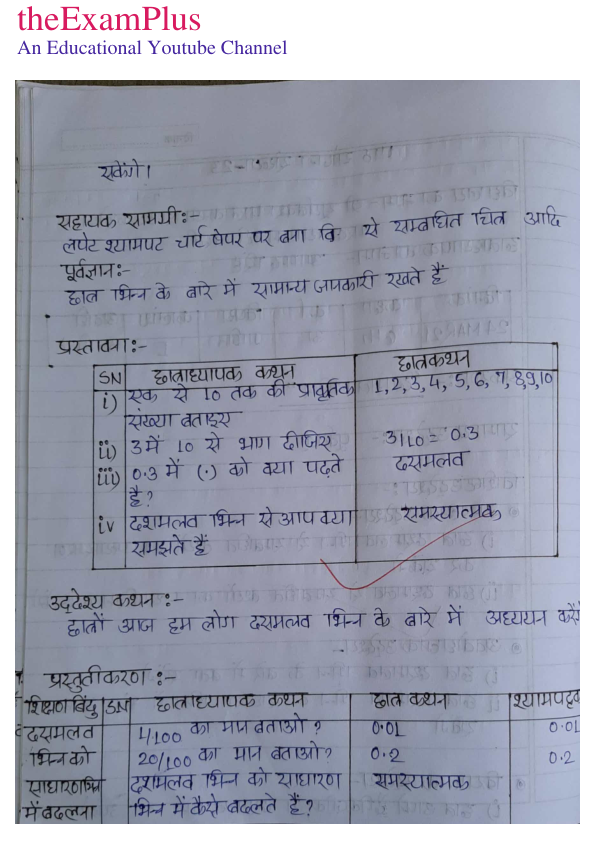 theExamPlus
An Educational Youtube Channel
सकेंगे।
सहायक सामग्री:-
लपेट श्यामपट चार्ट पेपर पर बना से सम्बंधित चित्र आदि
पूर्वज्ञान:-
छात्र भिन्न के बारे में सामान्य जानकारी रखते हैं
प्रस्तावना:-
SN छात्राध्यापक कथन छात्रकथन
i) एक से 10 तक की प्राकृतिक 1,2,3,4, 5,6, 7,8,9,10
संख्या बताइए
ii) 3 में 10 से भाग दीजिए 3/10 = 0.3
iii) 0.3 में (.) को क्या पढ़ते दसमलव
है?
iv दशमलव भिन्न से आप क्या समस्यात्मक
समझते हैं
उद्देश्य कथन:-
छात्रों आज हम लोग दसमलव भिन्न के बारे में अध्ययन करेंगे
प्रस्तुतीकरण:-
शिक्षण बिंदु SN छात्राध्यापक कथन छात्र कथन श्यामपट्ट
दसमलव 1/100 का मान बताओ? 0.01 0.01
भिन्न को 20/100 का मान बताओ? 0.2 0.2
साधारण भिन्न दशमलव भिन्न को साधारण समस्यात्मक
में बदलना भिन्न में कैसे बदलते हैं?